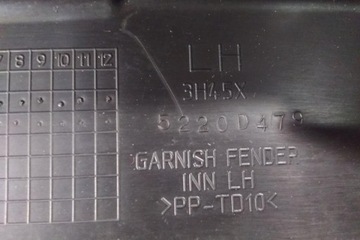 7 8 9 10 11 12
LH
3H45X
5220D479
GARNISH FENDER
INN LH
>PP-TD10<